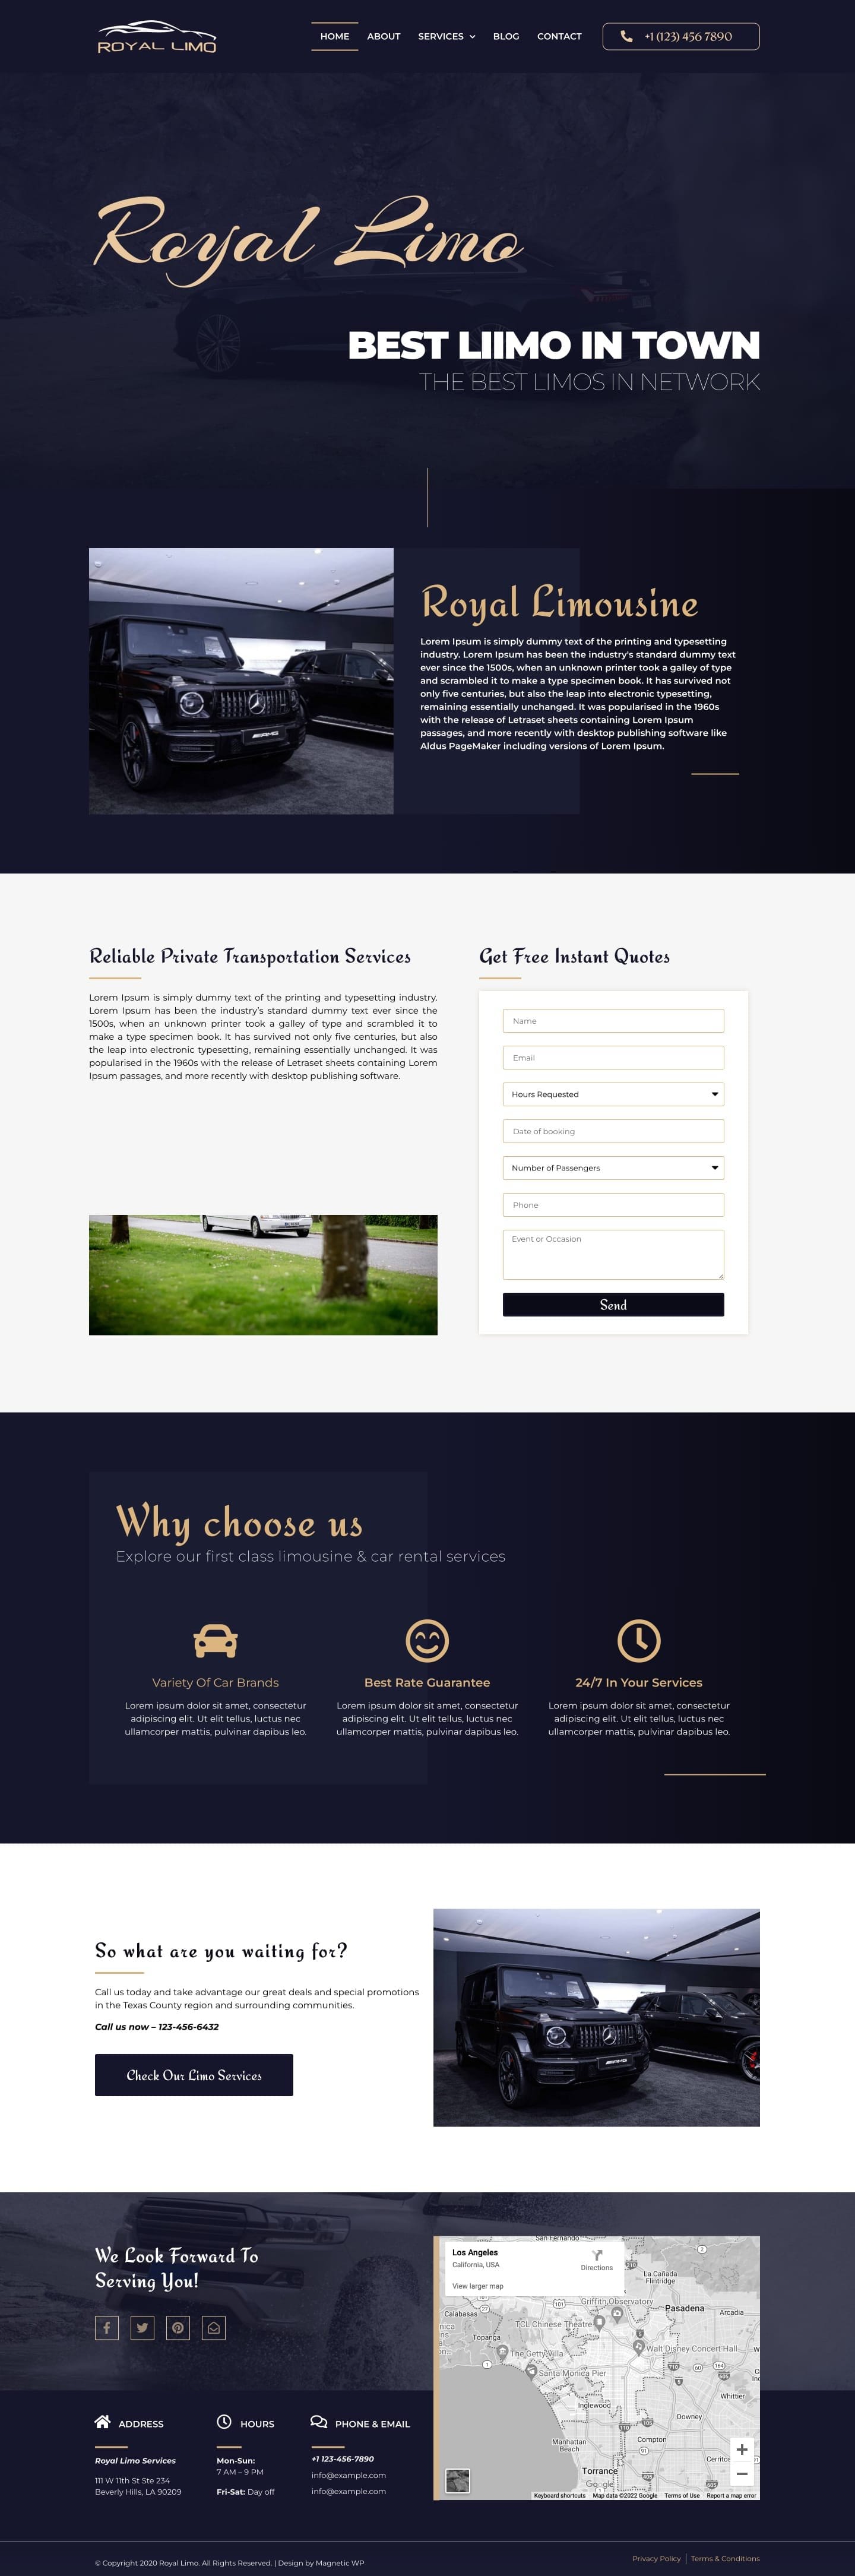 ROYAL LIMO
HOME ABOUT SERVICES BLOG CONTACT
+1 (123) 456 7890
Royal Limo
BEST LIIMO IN TOWN
THE BEST LIMOS IN NETWORK
Royal Limousine
Lorem Ipsum is simply dummy text of the printing and typesetting
industry. Lorem Ipsum has been the industry's standard dummy text
ever since the 1500s, when an unknown printer took a galley of type
and scrambled it to make a type specimen book. It has survived not
only five centuries, but also the leap into electronic typesetting,
remaining essentially unchanged. It was popularised in the 1960s
with the release of Letraset sheets containing Lorem Ipsum
passages, and more recently with desktop publishing software like
Aldus PageMaker including versions of Lorem Ipsum.
Reliable Private Transportation Services
Lorem Ipsum is simply dummy text of the printing and typesetting industry.
Lorem Ipsum has been the industry's standard dummy text ever since the
1500s, when an unknown printer took a galley of type and scrambled it to
make a type specimen book. It has survived not only five centuries, but also
the leap into electronic typesetting, remaining essentially unchanged. It was
popularised in the 1960s with the release of Letraset sheets containing Lorem
Ipsum passages, and more recently with desktop publishing software.
Get Free Instant Quotes
Name
Email
Hours Requested
Date of booking
Number of Passengers
Phone
Event or Occasion
Send
Why choose us
Explore our first class limousine & car rental services
Variety Of Car Brands
Lorem ipsum dolor sit amet, consectetur
adipiscing elit. Ut elit tellus, luctus nec
ullamcorper mattis, pulvinar dapibus leo.
Best Rate Guarantee
Lorem ipsum dolor sit amet, consectetur
adipiscing elit. Ut elit tellus, luctus nec
ullamcorper mattis, pulvinar dapibus leo.
24/7 In Your Services
Lorem ipsum dolor sit amet, consectetur
adipiscing elit. Ut elit tellus, luctus nec
ullamcorper mattis, pulvinar dapibus leo.
So what are you waiting for?
Call us today and take advantage our great deals and special promotions
in the Texas County region and surrounding communities.
Call us now – 123-456-6432
Check Our Limo Services
We Look Forward To
Serving You!
ADDRESS
Royal Limo Services
111 W 11th St Ste 234
Beverly Hills, LA 90209
HOURS
Mon-Sun:
7 AM – 9 PM
Fri-Sat: Day off
PHONE & EMAIL
+1 123-456-7890
info@example.com
info@example.com
San Fernando
Los Angeles
California, USA
Directions
View larger map
La Cañada
Flintridge
Griffith Observatory
Pasadena
Calabasas
Arcadia
TCL Chinese Theatre
Topanga
Walt Disney Concert Hall
The Getty Villa
Santa Monica Pier
Whittier
Inglewood
Downey
Manhattan
Beach
Compton
Cerritos
Torrance
Google
Keyboard shortcuts Map data ©2022 Google Terms of Use Report a map error
© Copyright 2020 Royal Limo. All Rights Reserved. | Design by Magnetic WP
Privacy Policy Terms & Conditions